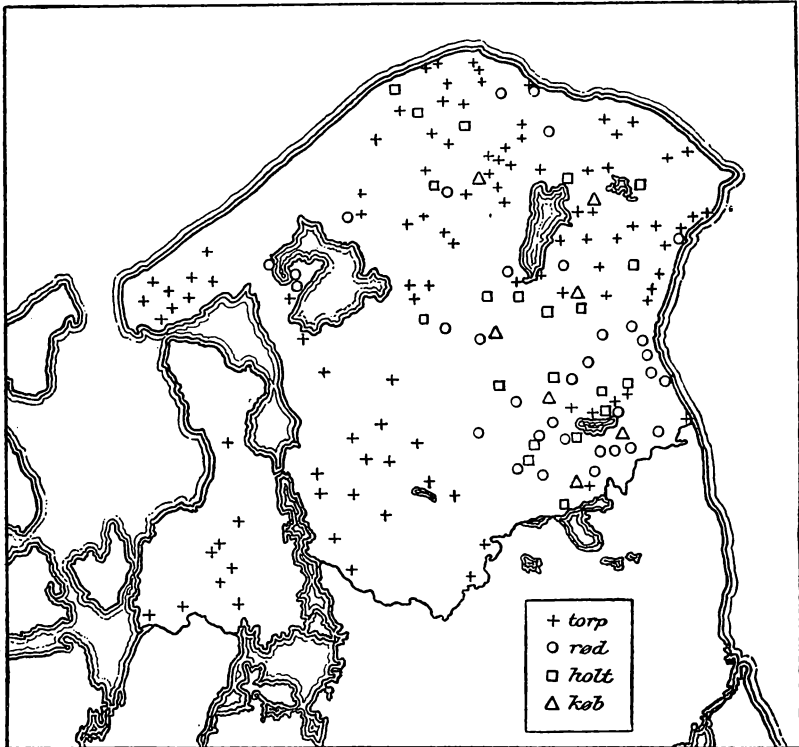 + torp
○ rød
□ holt
△ køb